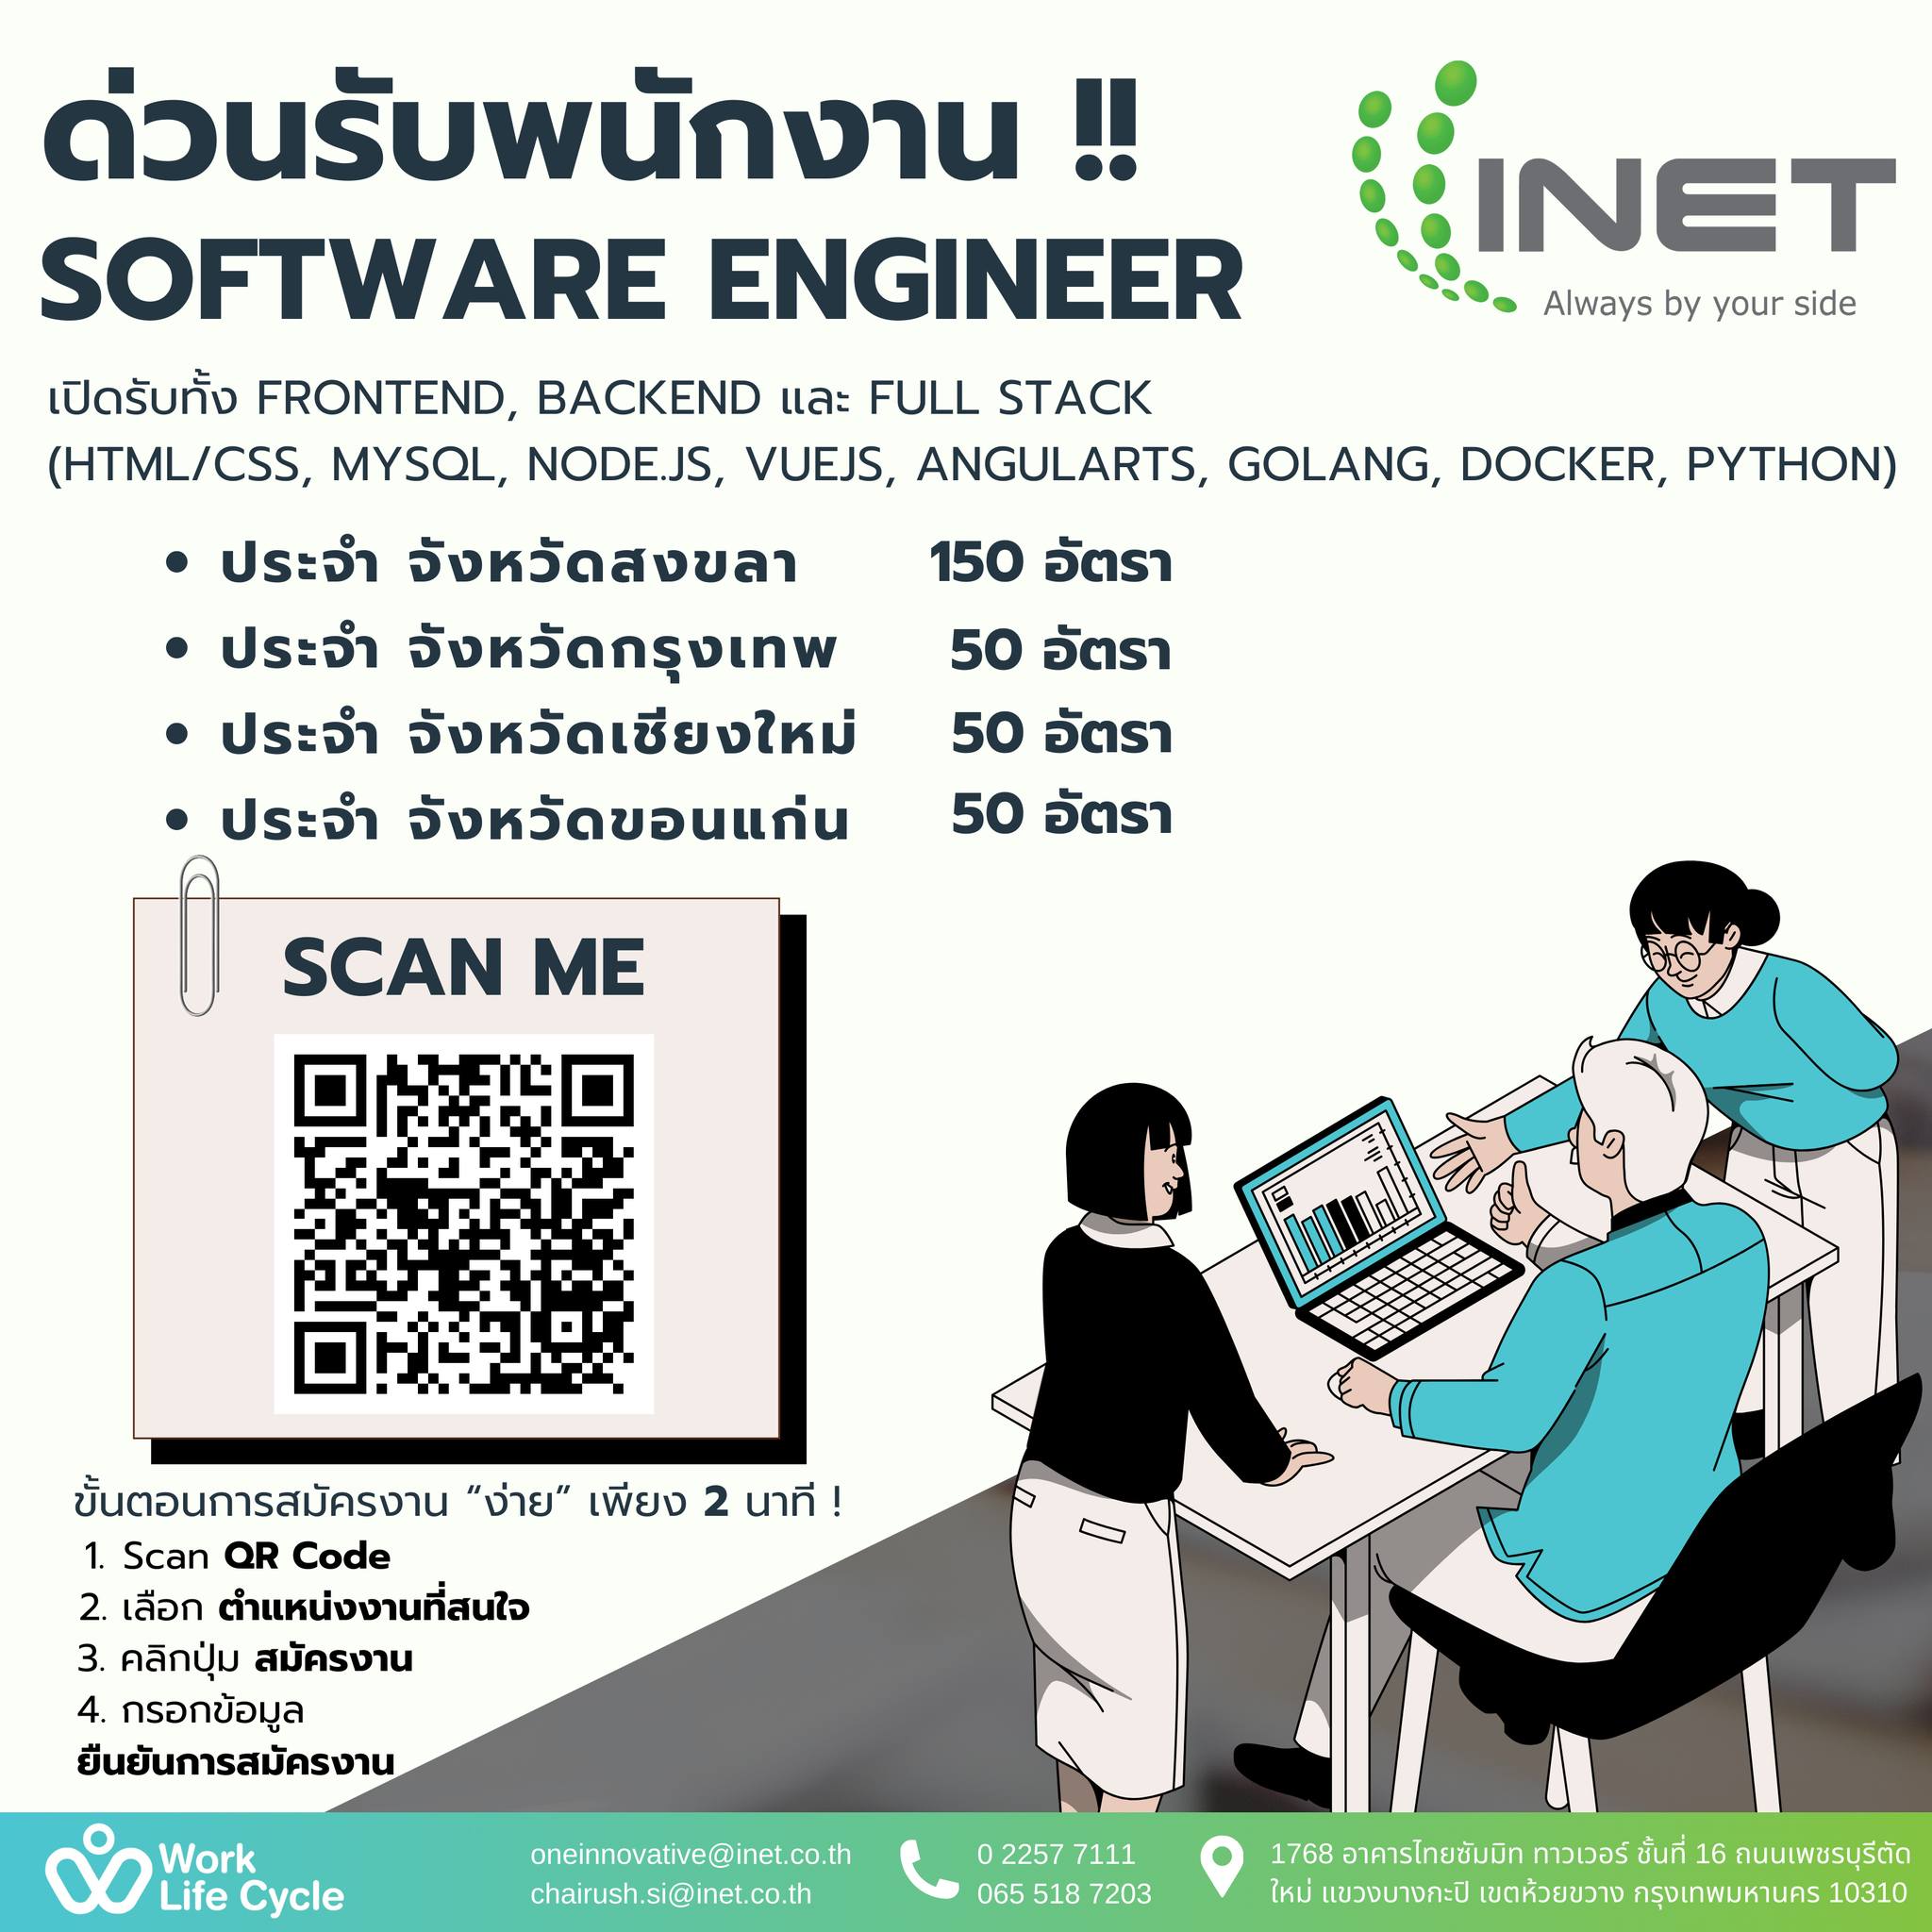 ด่วนรับพนักงาน !!
SOFTWARE ENGINEER
INET
Always by your side
เปิดรับทั้ง FRONTEND, BACKEND และ FULL STACK
(HTML/CSS, MYSQL, NODE.JS, VUEJS, ANGULARTS, GOLANG, DOCKER, PYTHON)
• ประจำ จังหวัดสงขลา 150 อัตรา
• ประจำ จังหวัดกรุงเทพ 50 อัตรา
• ประจำ จังหวัดเชียงใหม่ 50 อัตรา
• ประจำ จังหวัดขอนแก่น 50 อัตรา
SCAN ME
ขั้นตอนการสมัครงาน “ง่าย” เพียง 2 นาที !
1. Scan QR Code
2. เลือก ตำแหน่งงานที่สนใจ
3. คลิกปุ่ม สมัครงาน
4. กรอกข้อมูล
ยืนยันการสมัครงาน
Work
Life Cycle
oneinnovative@inet.co.th
chairush.si@inet.co.th
0 2257 7111
065 518 7203
1768 อาคารไทยซัมมิท ทาวเวอร์ ชั้นที่ 16 ถนนเพชรบุรีตัด
ใหม่ แขวงบางกะปิ เขตห้วยขวาง กรุงเทพมหานคร 10310